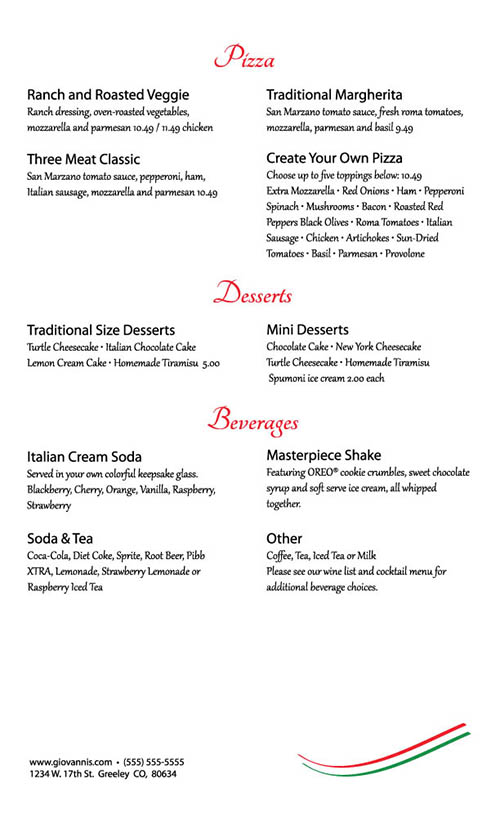 Pizza
Ranch and Roasted Veggie
Ranch dressing, oven-roasted vegetables,
mozzarella and parmesan 10.49 / 11.49 chicken
Three Meat Classic
San Marzano tomato sauce, pepperoni, ham,
Italian sausage, mozzarella and parmesan 10.49
Traditional Margherita
San Marzano tomato sauce, fresh roma tomatoes,
mozzarella, parmesan and basil 9.49
Create Your Own Pizza
Choose up to five toppings below: 10.49
Extra Mozzarella • Red Onions • Ham • Pepperoni
Spinach • Mushrooms • Bacon • Roasted Red
Peppers Black Olives • Roma Tomatoes • Italian
Sausage • Chicken • Artichokes • Sun-Dried
Tomatoes • Basil • Parmesan • Provolone
Desserts
Traditional Size Desserts
Turtle Cheesecake • Italian Chocolate Cake
Lemon Cream Cake • Homemade Tiramisu 5.00
Mini Desserts
Chocolate Cake • New York Cheesecake
Turtle Cheesecake • Homemade Tiramisu
Spumoni ice cream 2.00 each
Beverages
Italian Cream Soda
Served in your own colorful keepsake glass.
Blackberry, Cherry, Orange, Vanilla, Raspberry,
Strawberry
Soda & Tea
Coca-Cola, Diet Coke, Sprite, Root Beer, Pibb
XTRA, Lemonade, Strawberry Lemonade or
Raspberry Iced Tea
Masterpiece Shake
Featuring OREO® cookie crumbles, sweet chocolate
syrup and soft serve ice cream, all whipped
together.
Other
Coffee, Tea, Iced Tea or Milk
Please see our wine list and cocktail menu for
additional beverage choices.
www.giovannis.com • (555) 555-5555
1234 W. 17th St. Greeley CO, 80634